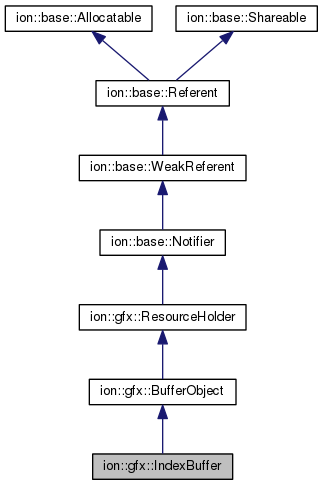 ion::base::Allocatable
ion::base::Shareable
ion::base::Referent
ion::base::WeakReferent
ion::base::Notifier
ion::gfx::ResourceHolder
ion::gfx::BufferObject
ion::gfx::IndexBuffer